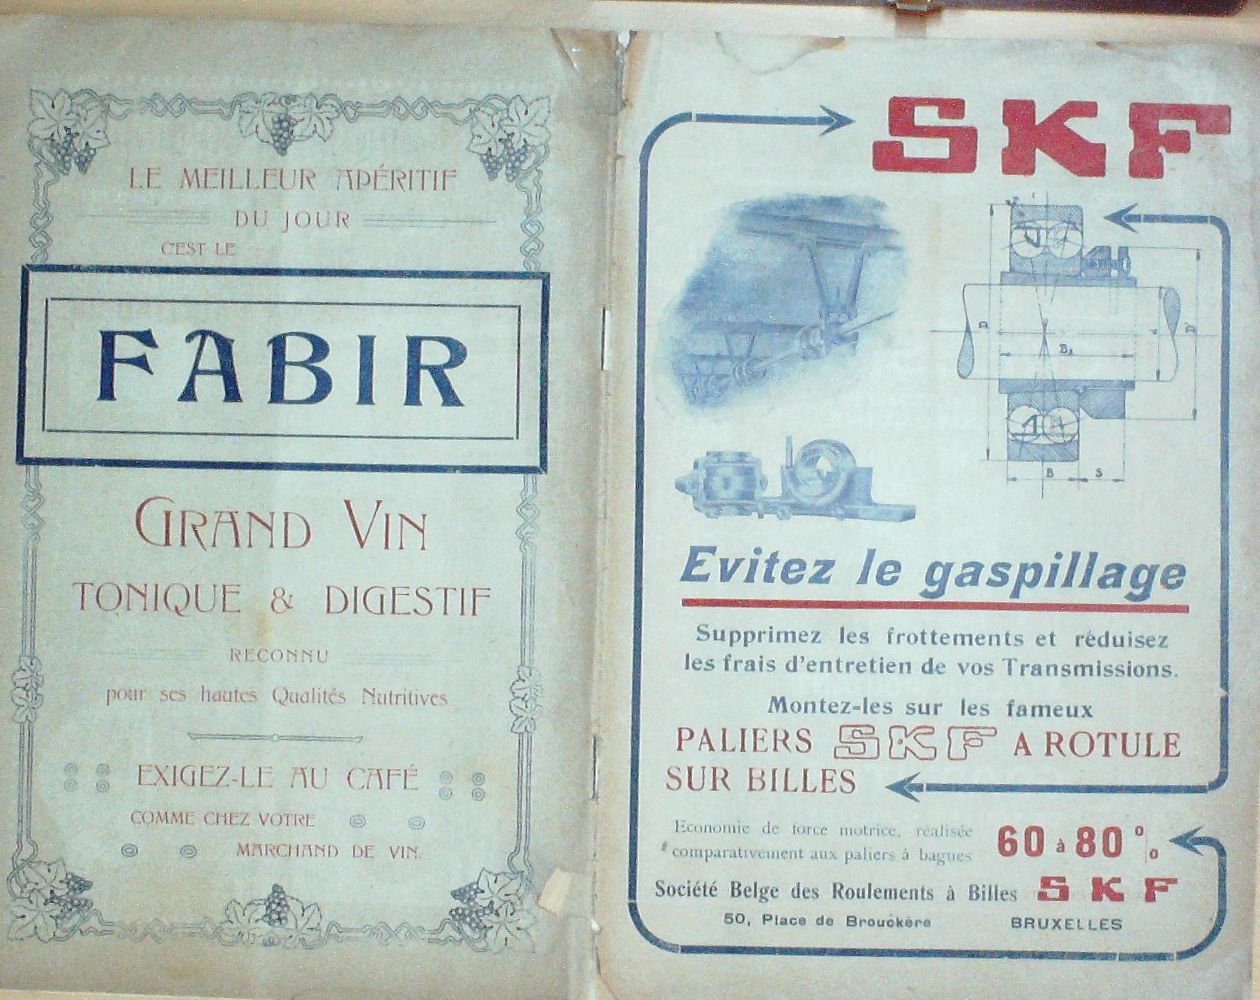 LE MEILLEUR APÉRITIF
DU JOUR
C'EST LE
FABIR
GRAND VIN
TONIQUE & DIGESTIF
RECONNU
pour ses hautes Qualités Nutritives
EXIGEZ-LE AU CAFÉ
COMME CHEZ VOTRE
MARCHAND DE VIN.
SKF
D
B₂
d
D
B
S
Evitez le gaspillage
Supprimez les frottements et réduisez
les frais d'entretien de vos Transmissions.
Montez-les sur les fameux
PALIERS SKF A ROTULE
SUR BILLES
Economie de force motrice, réalisée
comparativement aux paliers à bagues
60 à 80 %
Société Belge des Roulements à Billes SKF
50, Place de Brouckère BRUXELLES